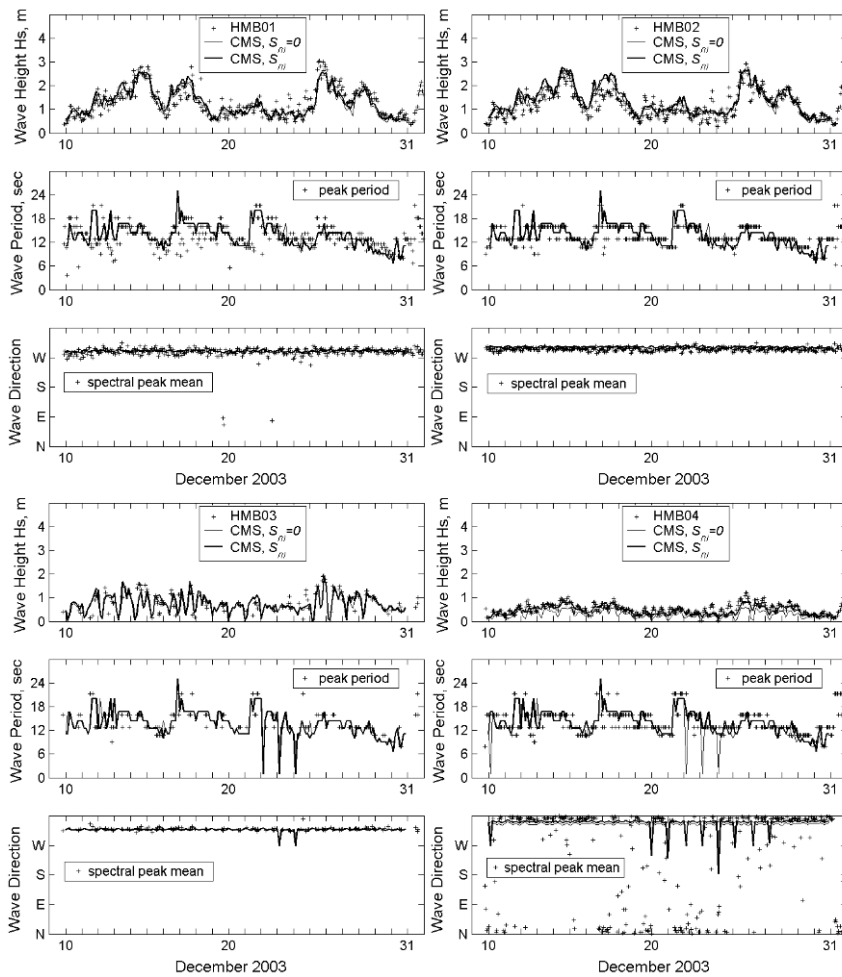 Wave Height Hs, m
4
3
2
1
0
+ HMB01
CMS, Snl=0
CMS, Snl
10 20 31
Wave Height Hs, m
4
3
2
1
0
+ HMB02
CMS, Snl=0
CMS, Snl
10 20 31
Wave Period, sec
24
18
12
6
0
+ peak period
10 20 31
Wave Period, sec
24
18
12
6
0
+ peak period
10 20 31
Wave Direction
W
S
E
N
+ spectral peak mean
10 20 31
December 2003
Wave Direction
W
S
E
N
+ spectral peak mean
10 20 31
December 2003
Wave Height Hs, m
4
3
2
1
0
+ HMB03
CMS, Snl=0
CMS, Snl
10 20 31
Wave Height Hs, m
4
3
2
1
0
+ HMB04
CMS, Snl=0
CMS, Snl
10 20 31
Wave Period, sec
24
18
12
6
0
+ peak period
10 20 31
Wave Period, sec
24
18
12
6
0
+ peak period
10 20 31
Wave Direction
W
S
E
N
+ spectral peak mean
10 20 31
December 2003
Wave Direction
W
S
E
N
+ spectral peak mean
10 20 31
December 2003